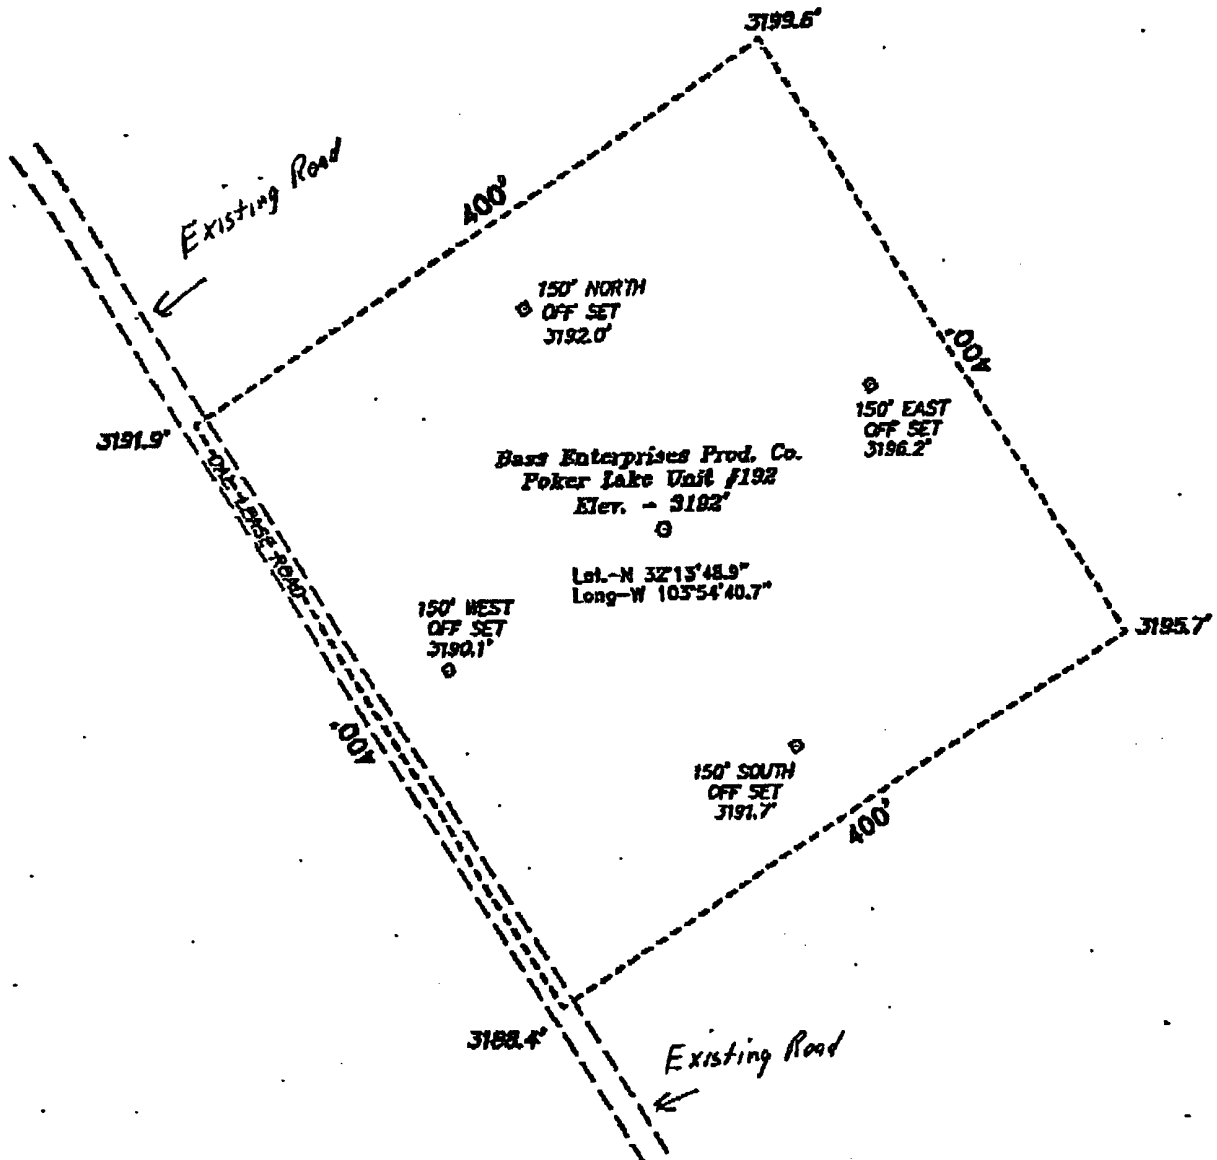 3199.6'
Existing Road
400'
150' NORTH
OFF SET
3192.0'
400'
150' EAST
OFF SET
3196.2'
3191.9'
Bass Enterprises Prod. Co.
Poker Lake Unit #192
Elev. - 3192'
LEASE ROAD
Lat.-N 32°13'48.9"
Long-W 103°54'40.7"
150' WEST
OFF SET
3190.1'
3195.7'
400'
150' SOUTH
OFF SET
3191.7'
400'
3188.4'
Existing Road